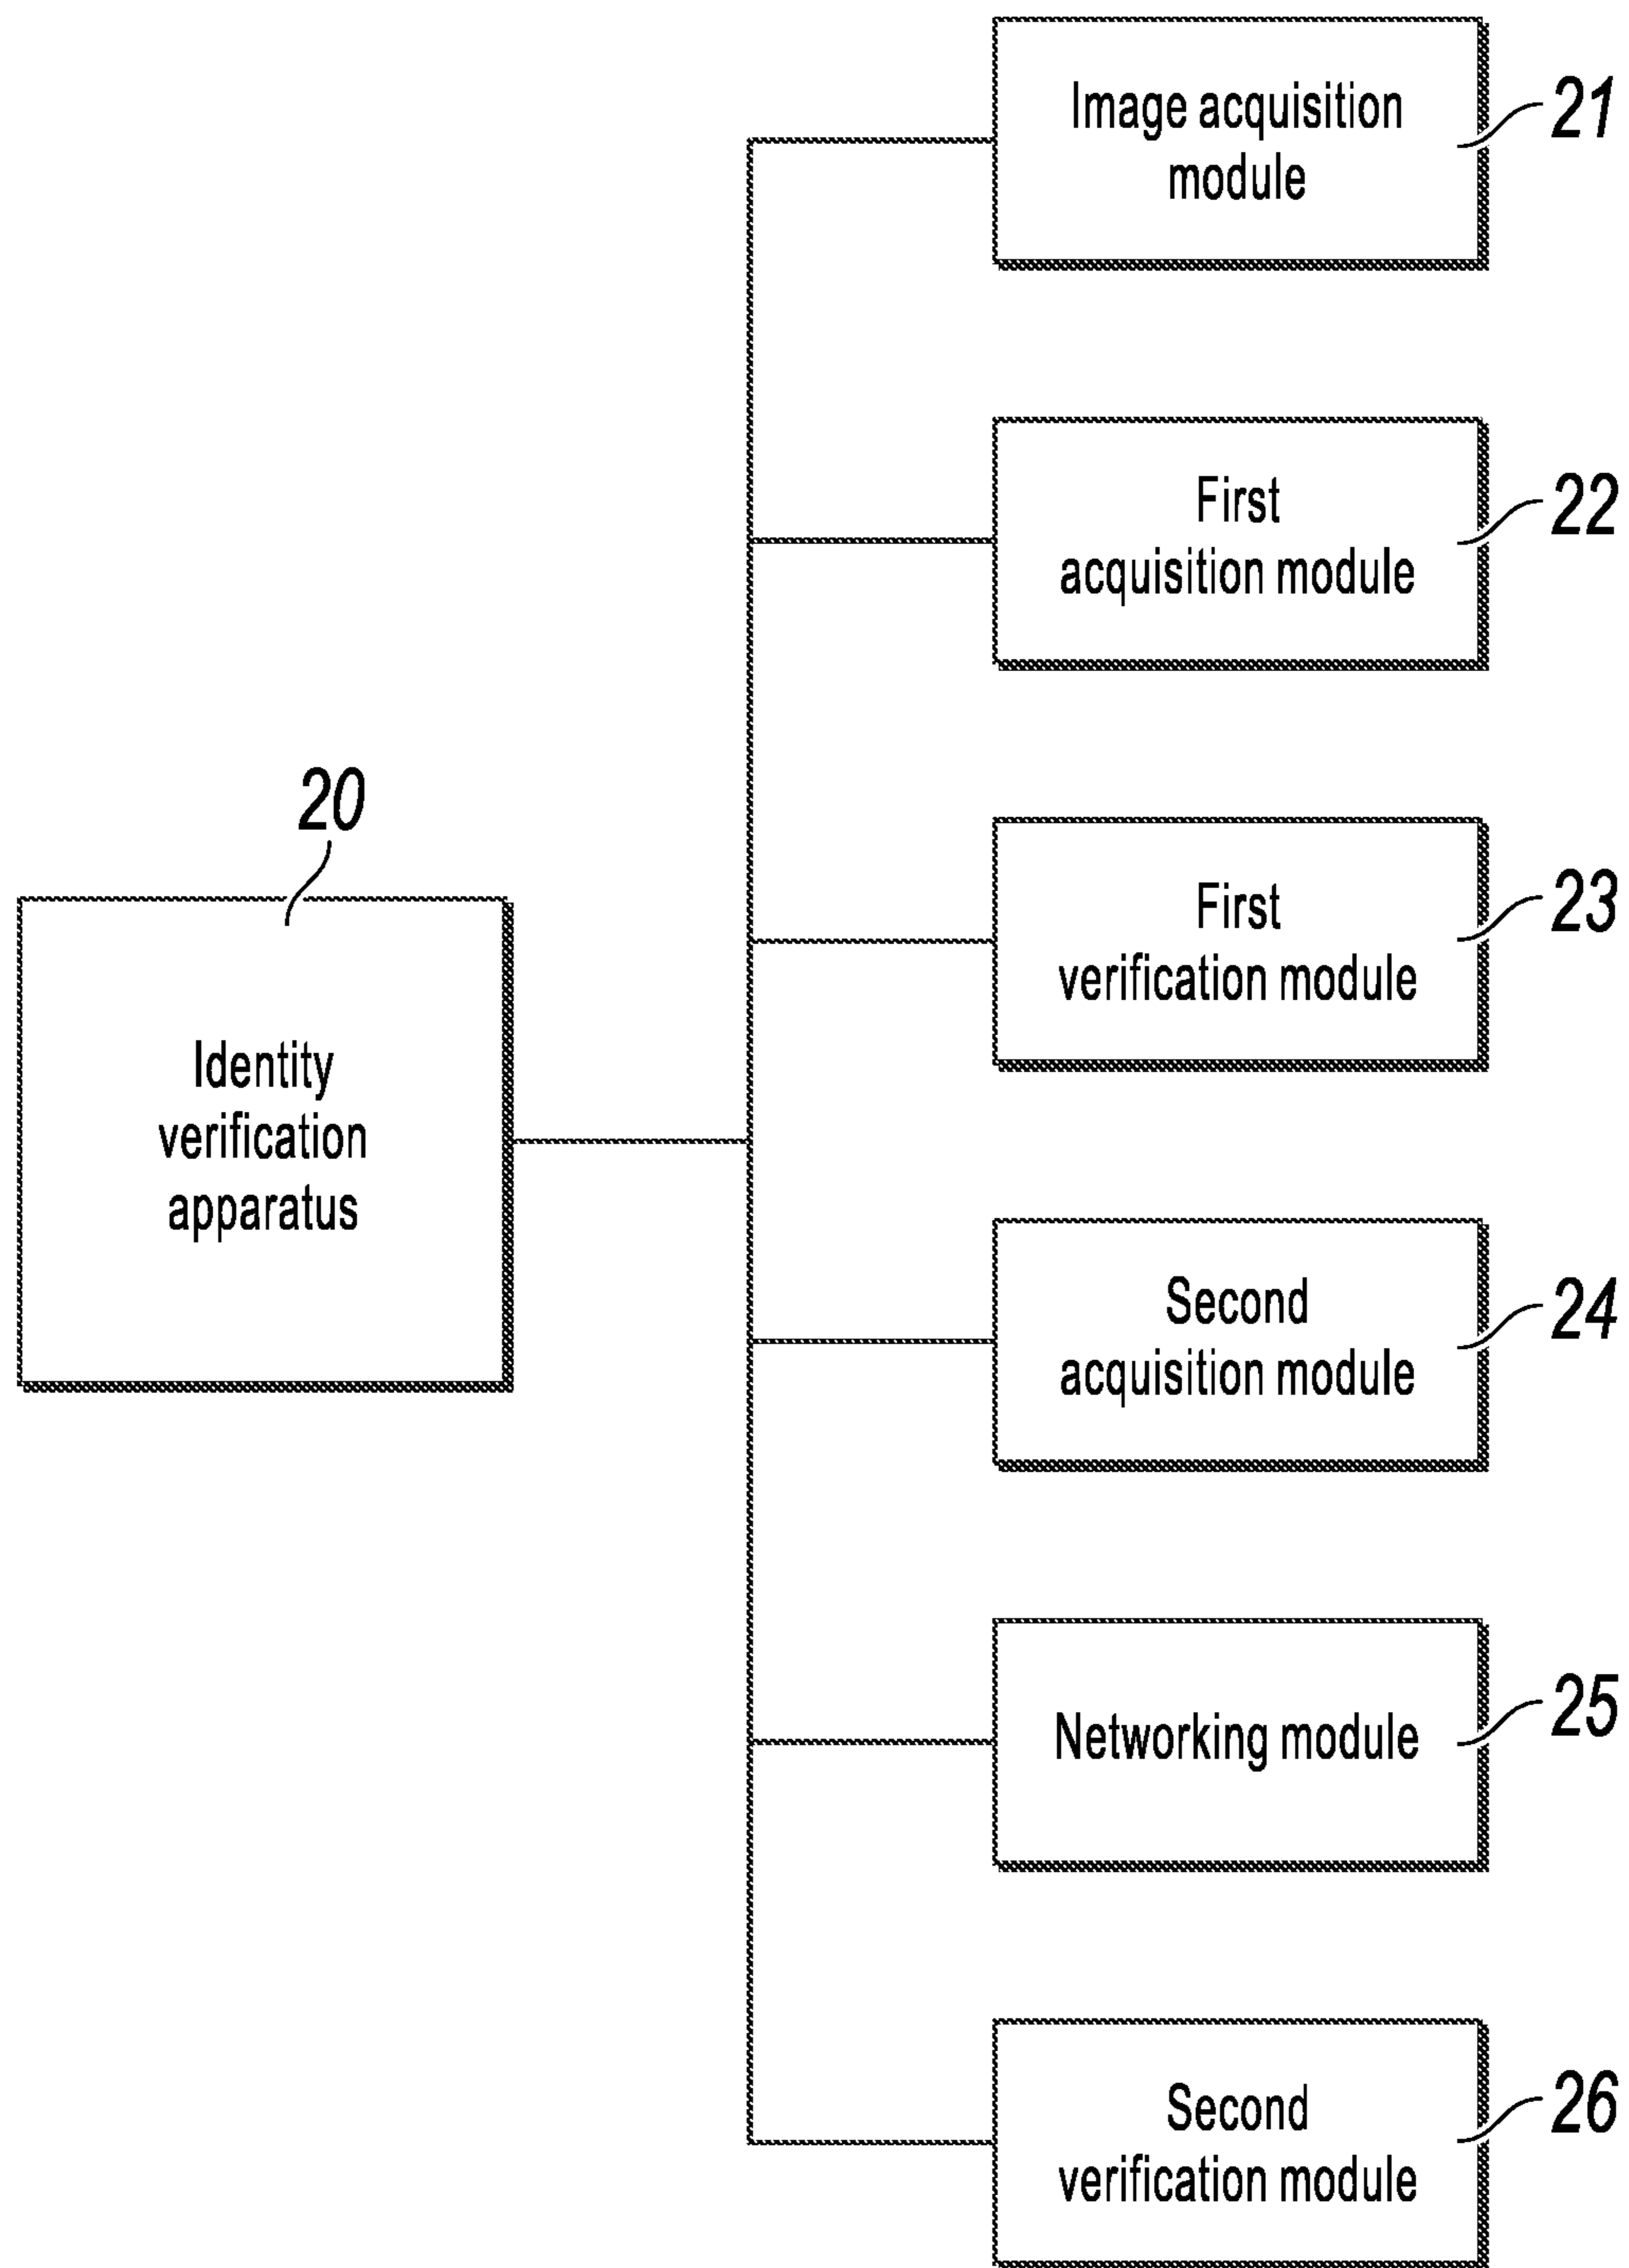 Image acquisition
module
21
First
acquisition module
22
First
verification module
23
20
Identity
verification
apparatus
Second
acquisition module
24
Networking module
25
Second
verification module
26